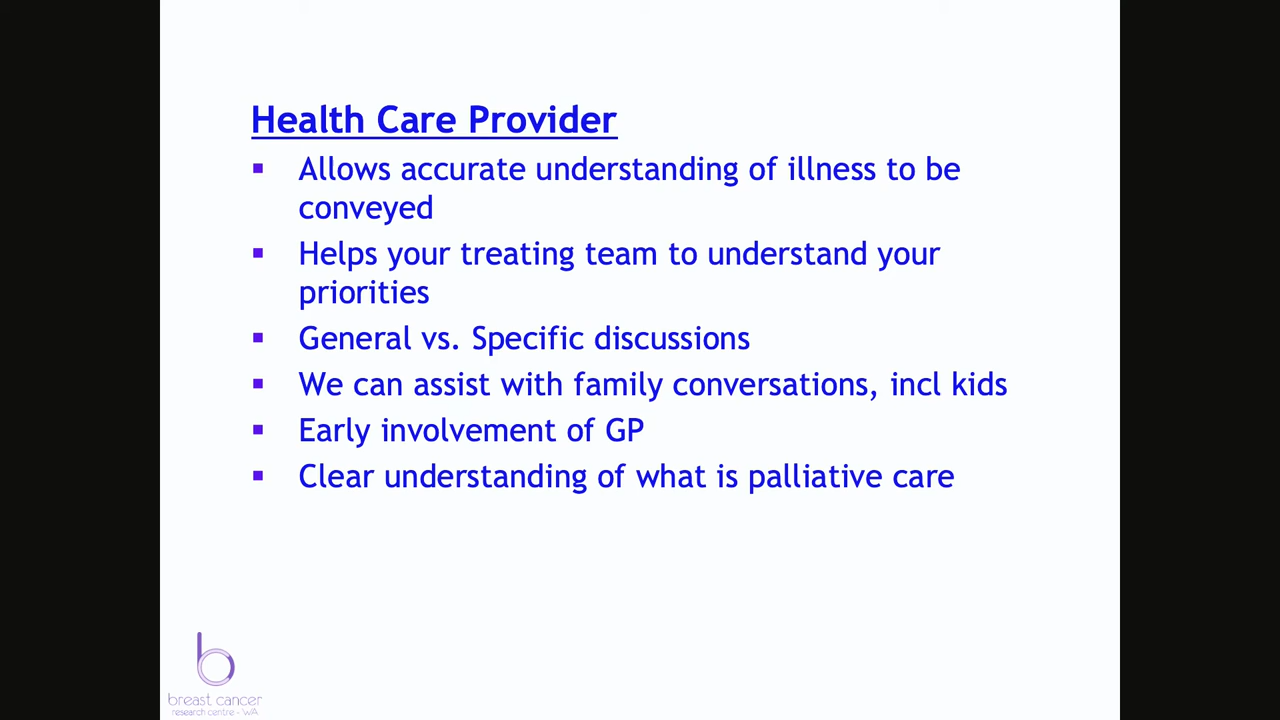 Health Care Provider
▪ Allows accurate understanding of illness to be
conveyed
▪ Helps your treating team to understand your
priorities
▪ General vs. Specific discussions
▪ We can assist with family conversations, incl kids
▪ Early involvement of GP
▪ Clear understanding of what is palliative care
b
breast cancer
research centre - WA